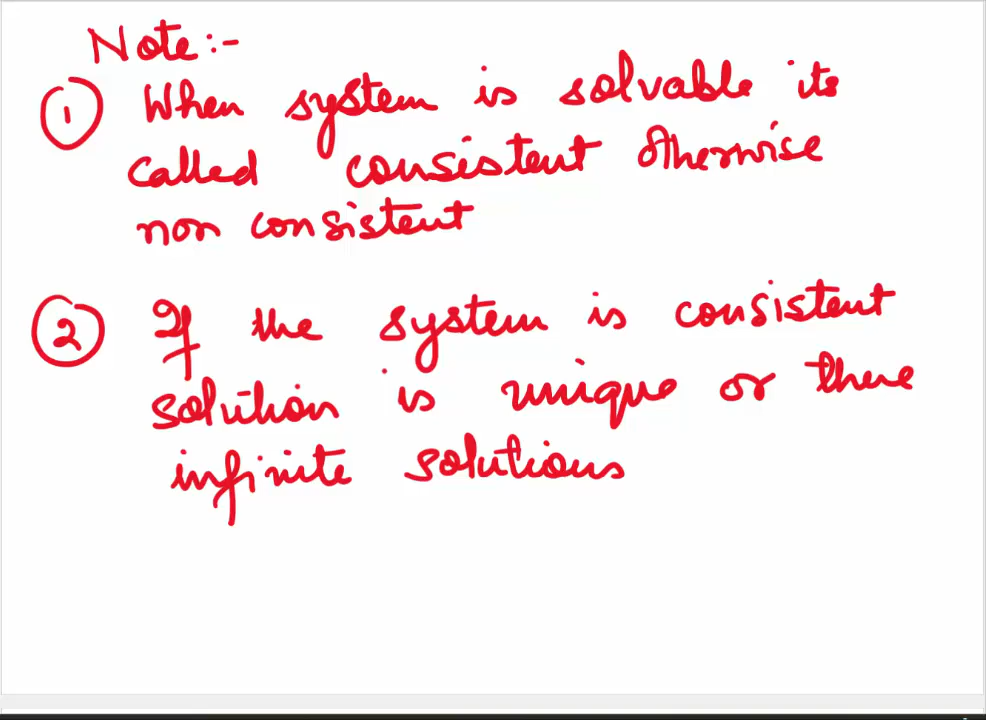 Note:-
① When system is solvable its
called consistent otherwise
non consistent
② If the system is consistent
solution is unique or there
infinite solutions